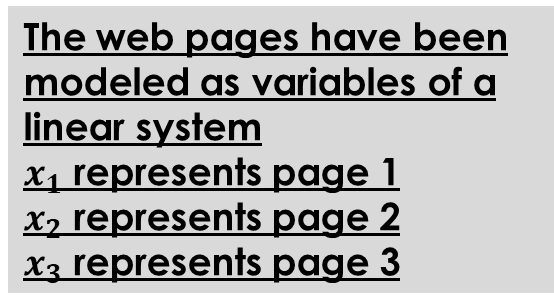 The web pages have been
modeled as variables of a
linear system
x₁ represents page 1
x₂ represents page 2
x₃ represents page 3